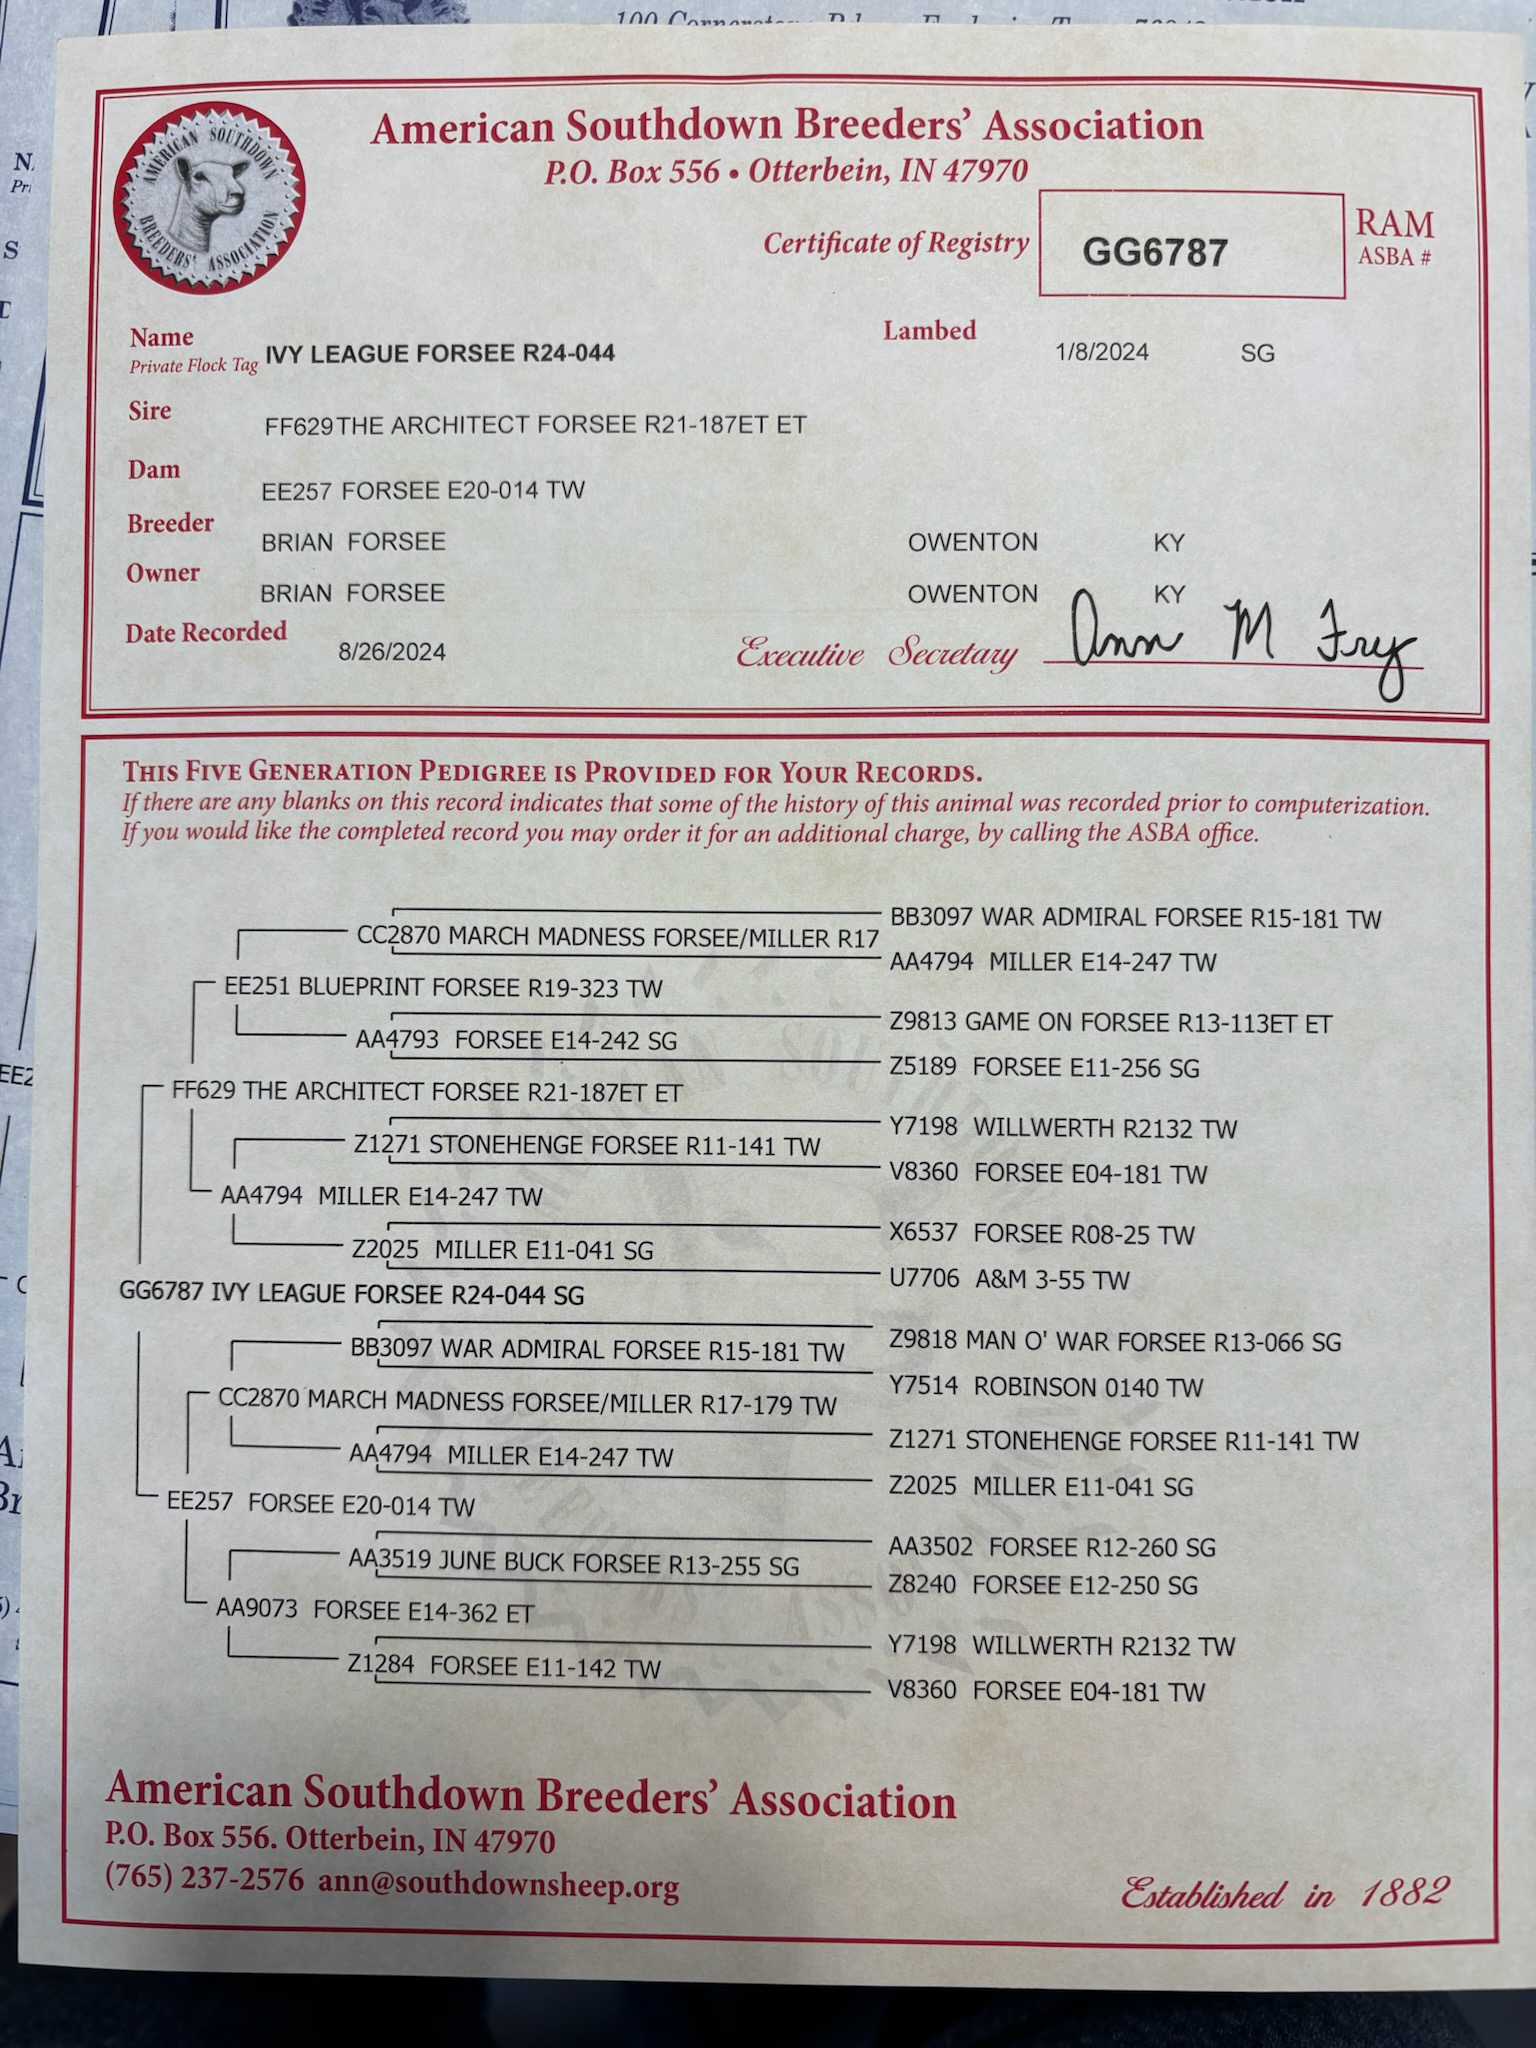 100
American Southdown Breeders' Association
P.O. Box 556 • Otterbein, IN 47970
AMERICAN SOUTHDOWN
BREEDERS' ASSOCIATION
Certificate of Registry GG6787 RAM
ASBA #
Name
Private Flock Tag IVY LEAGUE FORSEE R24-044
Lambed 1/8/2024 SG
Sire FF629 THE ARCHITECT FORSEE R21-187ET ET
Dam EE257 FORSEE E20-014 TW
Breeder BRIAN FORSEE OWENTON KY
Owner BRIAN FORSEE OWENTON KY
Date Recorded 8/26/2024
Executive Secretary Ann M Fry
THIS FIVE GENERATION PEDIGREE IS PROVIDED FOR YOUR RECORDS.
If there are any blanks on this record indicates that some of the history of this animal was recorded prior to computerization.
If you would like the completed record you may order it for an additional charge, by calling the ASBA office.
BB3097 WAR ADMIRAL FORSEE R15-181 TW
CC2870 MARCH MADNESS FORSEE/MILLER R17
AA4794 MILLER E14-247 TW
EE251 BLUEPRINT FORSEE R19-323 TW
Z9813 GAME ON FORSEE R13-113ET ET
AA4793 FORSEE E14-242 SG
Z5189 FORSEE E11-256 SG
FF629 THE ARCHITECT FORSEE R21-187ET ET
Y7198 WILLWERTH R2132 TW
Z1271 STONEHENGE FORSEE R11-141 TW
V8360 FORSEE E04-181 TW
AA4794 MILLER E14-247 TW
X6537 FORSEE R08-25 TW
Z2025 MILLER E11-041 SG
U7706 A&M 3-55 TW
GG6787 IVY LEAGUE FORSEE R24-044 SG
Z9818 MAN O' WAR FORSEE R13-066 SG
BB3097 WAR ADMIRAL FORSEE R15-181 TW
Y7514 ROBINSON 0140 TW
CC2870 MARCH MADNESS FORSEE/MILLER R17-179 TW
Z1271 STONEHENGE FORSEE R11-141 TW
AA4794 MILLER E14-247 TW
Z2025 MILLER E11-041 SG
EE257 FORSEE E20-014 TW
AA3502 FORSEE R12-260 SG
AA3519 JUNE BUCK FORSEE R13-255 SG
Z8240 FORSEE E12-250 SG
AA9073 FORSEE E14-362 ET
Y7198 WILLWERTH R2132 TW
Z1284 FORSEE E11-142 TW
V8360 FORSEE E04-181 TW
American Southdown Breeders' Association
P.O. Box 556. Otterbein, IN 47970
(765) 237-2576 ann@southdownsheep.org
Established in 1882